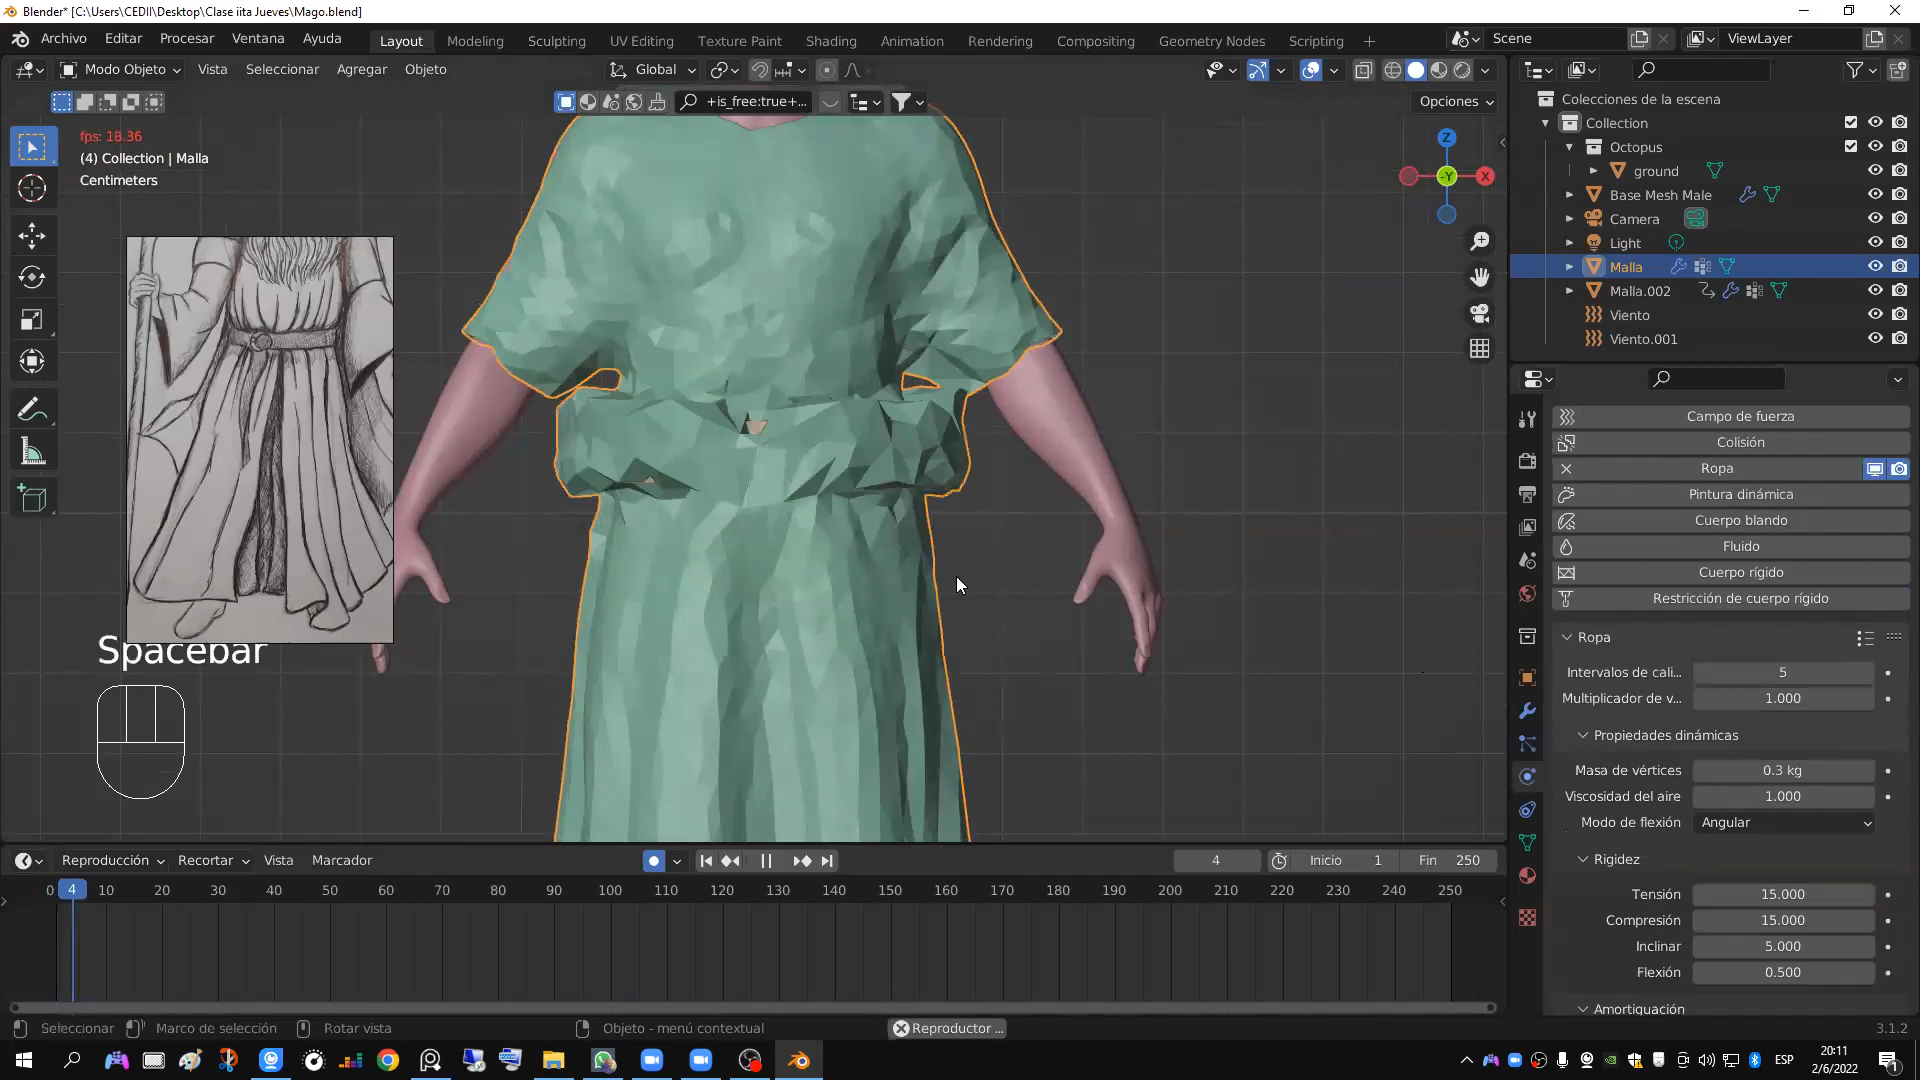 Blender* [C:\Users\CEDII\Desktop\Clase iita Jueves\Mago.blend]
Archivo Editar Procesar Ventana Ayuda Layout Modeling Sculpting UV Editing Texture Paint Shading Animation Rendering Compositing Geometry Nodes Scripting + Scene ViewLayer
Modo Objeto Vista Seleccionar Agregar Objeto Global
+is_free:true+... Opciones
fps: 18.36
(4) Collection | Malla
Centimeters
Z
X
-Y
Spacebar
Colecciones de la escena
Collection
Octopus
ground
Base Mesh Male
Camera
Light
Malla
Malla.002
Viento
Viento.001
Campo de fuerza
Colisión
Ropa
Pintura dinámica
Cuerpo blando
Fluido
Cuerpo rígido
Restricción de cuerpo rígido
Ropa
Intervalos de cali... 5
Multiplicador de v... 1.000
Propiedades dinámicas
Masa de vértices 0.3 kg
Viscosidad del aire 1.000
Modo de flexión Angular
Rigidez
Tensión 15.000
Compresión 15.000
Inclinar 5.000
Flexión 0.500
Amortiguación
Reproducción Recortar Vista Marcador 4 Inicio 1 Fin 250
0 4 10 20 30 40 50 60 70 80 90 100 110 120 130 140 150 160 170 180 190 200 210 220 230 240 250
Seleccionar Marco de selección Rotar vista Objeto - menú contextual Reproductor ... 3.1.2
ESP
20:11
2/6/2022
1